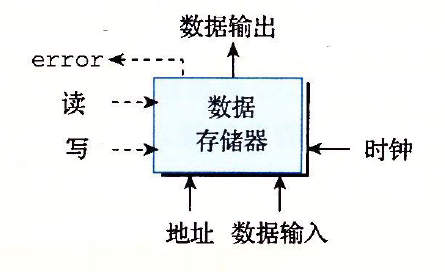 数据输出
error
读
数据
写
存储器
时钟
地址 数据输入